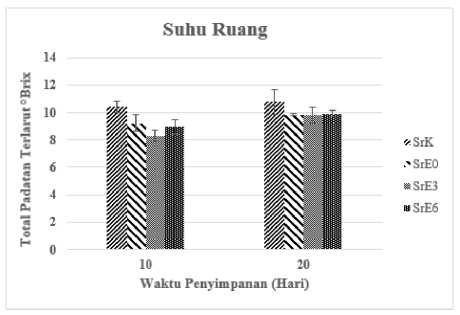 Suhu Ruang
Total Padatan Terlarut °Brix
14
12
10
8
6
4
2
0
10
20
Waktu Penyimpanan (Hari)
SrK
SrE0
SrE3
SrE6